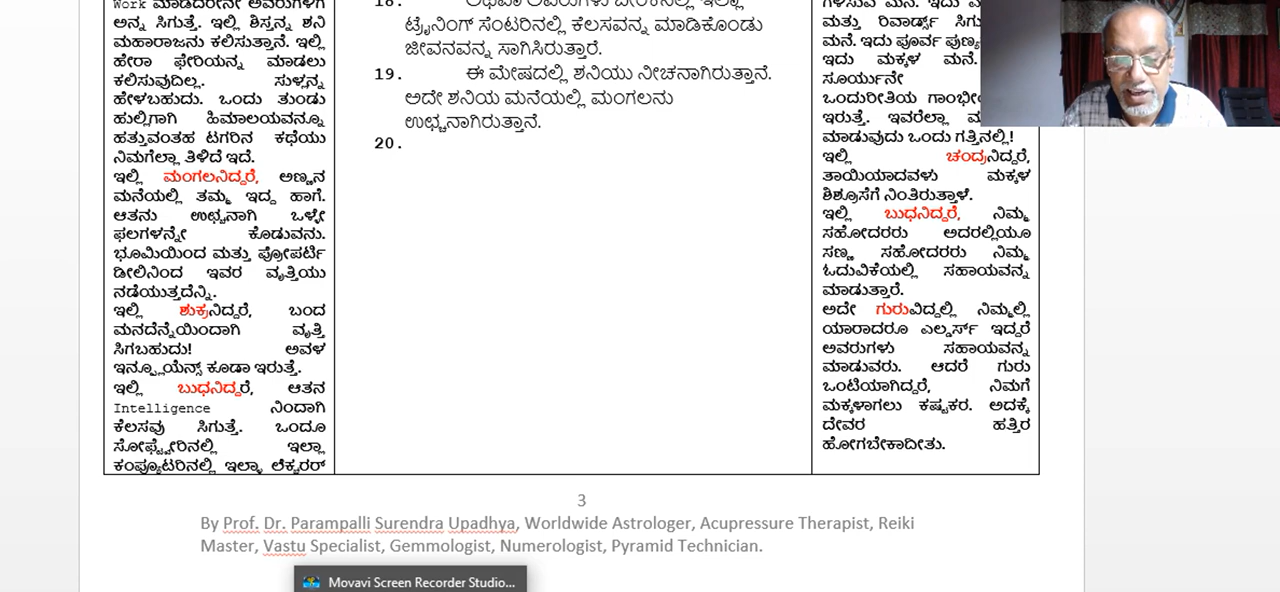 Work ಮಾಡಿದರೇನೇ ಅವರುಗಳಿಗೆ
ಅನ್ನ ಸಿಗುತ್ತೆ. ಇಲ್ಲಿ ಶಿಸ್ತನ್ನು ಶನಿ
ಮಹಾರಾಜನು ಕಲಿಸುತ್ತಾನೆ. ಇಲ್ಲಿ
ಹೇರಾ ಫೇರಿಯನ್ನು ಮಾಡಲು
ಕಲಿಸುವುದಿಲ್ಲ. ಸುಳ್ಳನ್ನು
ಹೇಳಬಹುದು. ಒಂದು ತುಂಡು
ಹುಲ್ಲಿಗಾಗಿ ಹಿಮಾಲಯವನ್ನೂ
ಹತ್ತುವಂತಹ ಟಗರಿನ ಕಥೆಯು
ನಿಮಗೆಲ್ಲಾ ತಿಳಿದೆ ಇದೆ.
ಇಲ್ಲಿ ಮಂಗಲನಿದ್ದರೆ, ಅಣ್ಣನ
ಮನೆಯಲ್ಲಿ ತಮ್ಮ ಇದ್ದ ಹಾಗೆ.
ಆತನು ಉಛ್ಛನಾಗಿ ಒಳ್ಳೇ
ಫಲಗಳನ್ನೇ ಕೊಡುವನು.
ಭೂಮಿಯಿಂದ ಮತ್ತು ಪ್ರೋಪರ್ಟಿ
ಡೀಲಿನಿಂದ ಇವರ ವೃತ್ತಿಯು
ನಡೆಯುತ್ತದೆನ್ನಿ.
ಇಲ್ಲಿ ಶುಕ್ರನಿದ್ದರೆ, ಬಂದ
ಮನದೆನ್ನೆಯಿಂದಾಗಿ ವೃತ್ತಿ
ಸಿಗಬಹುದು! ಅವಳ
ಇನ್ಪ್ಲೂಯೆನ್ಸ್ ಕೂಡಾ ಇರುತ್ತೆ.
ಇಲ್ಲಿ ಬುಧನಿದ್ದರೆ, ಆತನ
Intelligence ನಿಂದಾಗಿ
ಕೆಲಸವು ಸಿಗುತ್ತೆ. ಒಂದೂ
ಸೋಫ್ಟ್ವೇರಿನಲ್ಲಿ ಇಲ್ಲಾ
ಕಂಪ್ಯೂಟರಿನಲ್ಲಿ ಇಲ್ಲಾ ಲೆಕ್ಚರರ್
18.
ಟ್ರೈನಿಂಗ್ ಸೆಂಟರಿನಲ್ಲಿ ಕೆಲಸವನ್ನು ಮಾಡಿಕೊಂಡು
ಜೀವನವನ್ನು ಸಾಗಿಸಿರುತ್ತಾರೆ.
19. ಈ ಮೇಷದಲ್ಲಿ ಶನಿಯು ನೀಚನಾಗಿರುತ್ತಾನೆ.
ಅದೇ ಶನಿಯ ಮನೆಯಲ್ಲಿ ಮಂಗಲನು
ಉಛ್ಚನಾಗಿರುತ್ತಾನೆ.
20.
ಮತ್ತು ರಿವಾರ್ಡ್ಸ್
ಮನೆ. ಇದು ಪೂರ್ವ
ಇದು ಮಕ್ಕಳ ಮನೆ.
ಸೂರ್ಯನೇ
ಒಂದುರೀತಿಯ
ಇರುತ್ತೆ. ಇವರೆಲ್ಲಾ
ಮಾಡುವುದು ಒಂದು ಗತ್ತಿನಲ್ಲಿ!
ಇಲ್ಲಿ ಚಂದ್ರನಿದ್ದರೆ,
ತಾಯಿಯಾದವಳು ಮಕ್ಕಳ
ಶಿಶ್ರೂಸೆಗೆ ನಿಂತಿರುತ್ತಾಳೆ.
ಇಲ್ಲಿ ಬುಧನಿದ್ದರೆ, ನಿಮ್ಮ
ಸಹೋದರರು ಅದರಲ್ಲಿಯೂ
ಸಣ್ಣ ಸಹೋದರರು ನಿಮ್ಮ
ಓದುವಿಕೆಯಲ್ಲಿ ಸಹಾಯವನ್ನು
ಮಾಡುತ್ತಾರೆ.
ಅದೇ ಗುರುವಿದ್ದಲ್ಲಿ ನಿಮ್ಮಲ್ಲಿ
ಯಾರಾದರೂ ಎಲ್ಡರ್ಸ್ ಇದ್ದರೆ
ಅವರುಗಳು ಸಹಾಯವನ್ನು
ಮಾಡುವರು. ಆದರೆ ಗುರು
ಒಂಟಿಯಾಗಿದ್ದರೆ, ನಿಮಗೆ
ಮಕ್ಕಳಾಗಲು ಕಷ್ಟಕರ. ಅದಕ್ಕೆ
ದೇವರ ಹತ್ತಿರ
ಹೋಗಬೇಕಾದೀತು.
3
By Prof. Dr. Parampalli Surendra Upadhya, Worldwide Astrologer, Acupressure Therapist, Reiki
Master, Vastu Specialist, Gemmologist, Numerologist, Pyramid Technician.
Movavi Screen Recorder Studio...